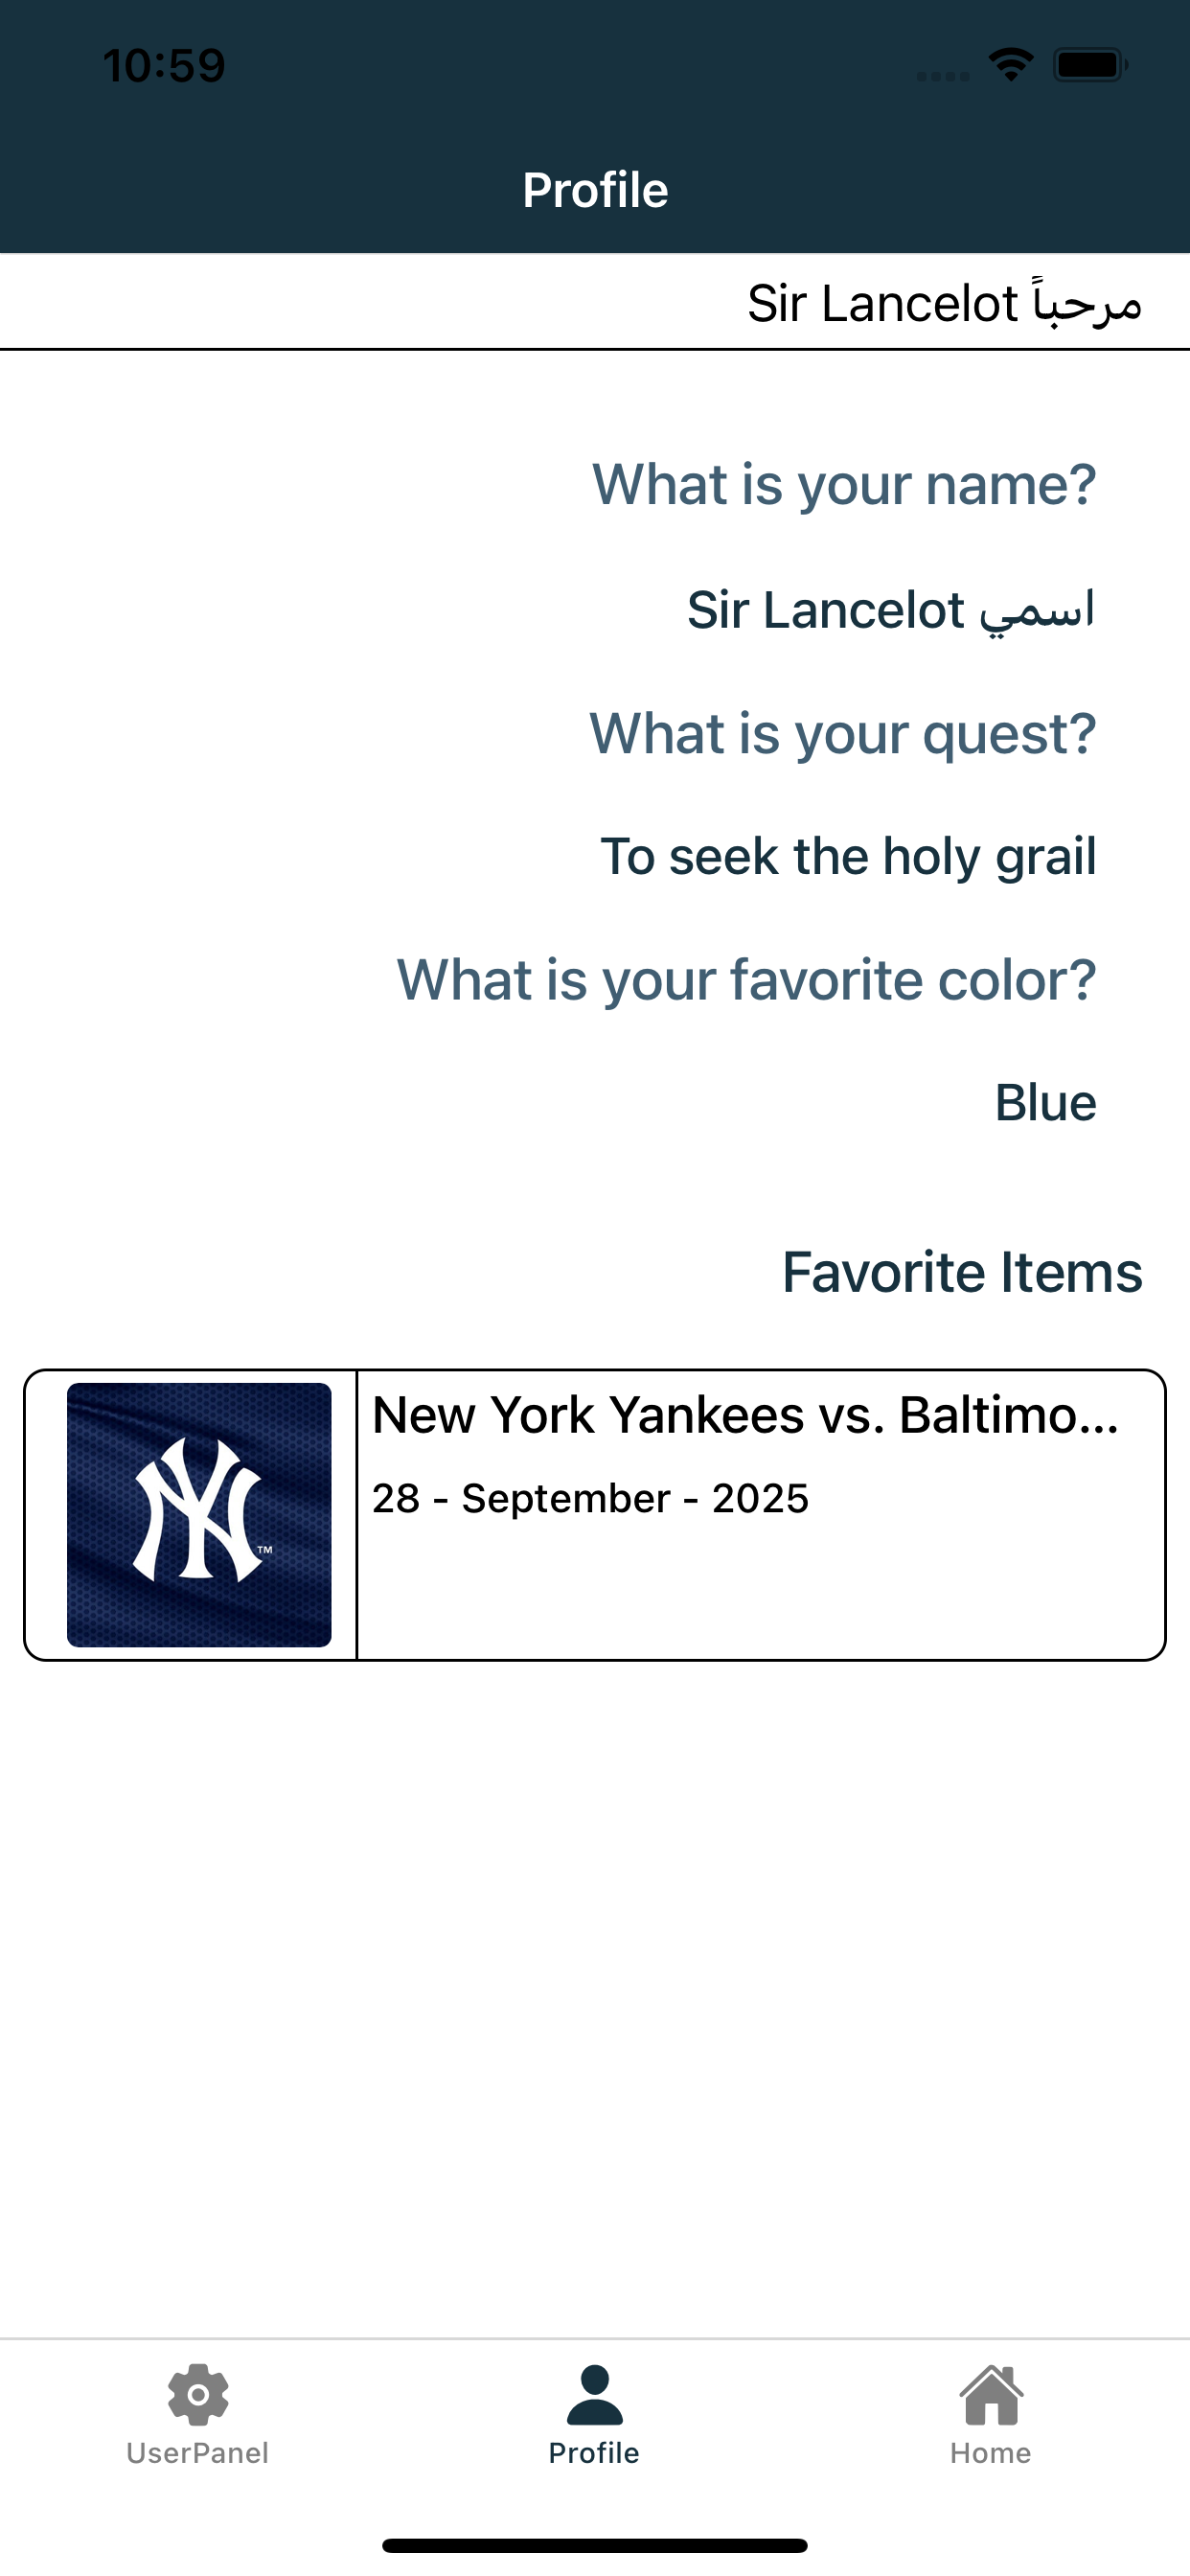 10:59
Profile
مرحباً Sir Lancelot
What is your name?
اسمي Sir Lancelot
What is your quest?
To seek the holy grail
What is your favorite color?
Blue
Favorite Items
NY TM
New York Yankees vs. Baltimo...
28 - September - 2025
UserPanel
Profile
Home